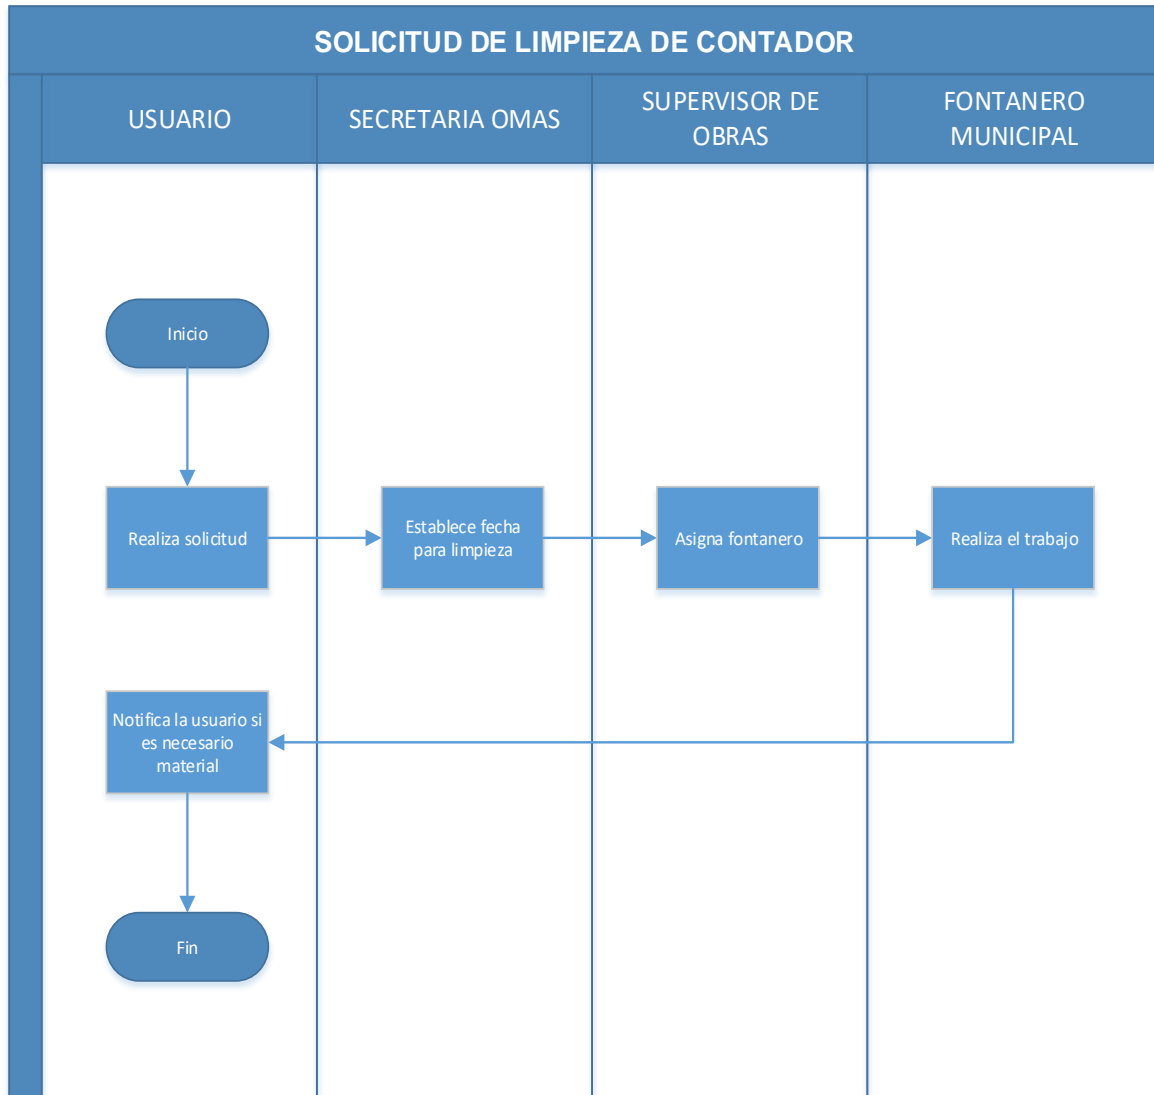 SOLICITUD DE LIMPIEZA DE CONTADOR
USUARIO
SECRETARIA OMAS
SUPERVISOR DE
OBRAS
FONTANERO
MUNICIPAL
Inicio
Realiza solicitud
Establece fecha
para limpieza
Asigna fontanero
Realiza el trabajo
Notifica la usuario si
es necesario
material
Fin